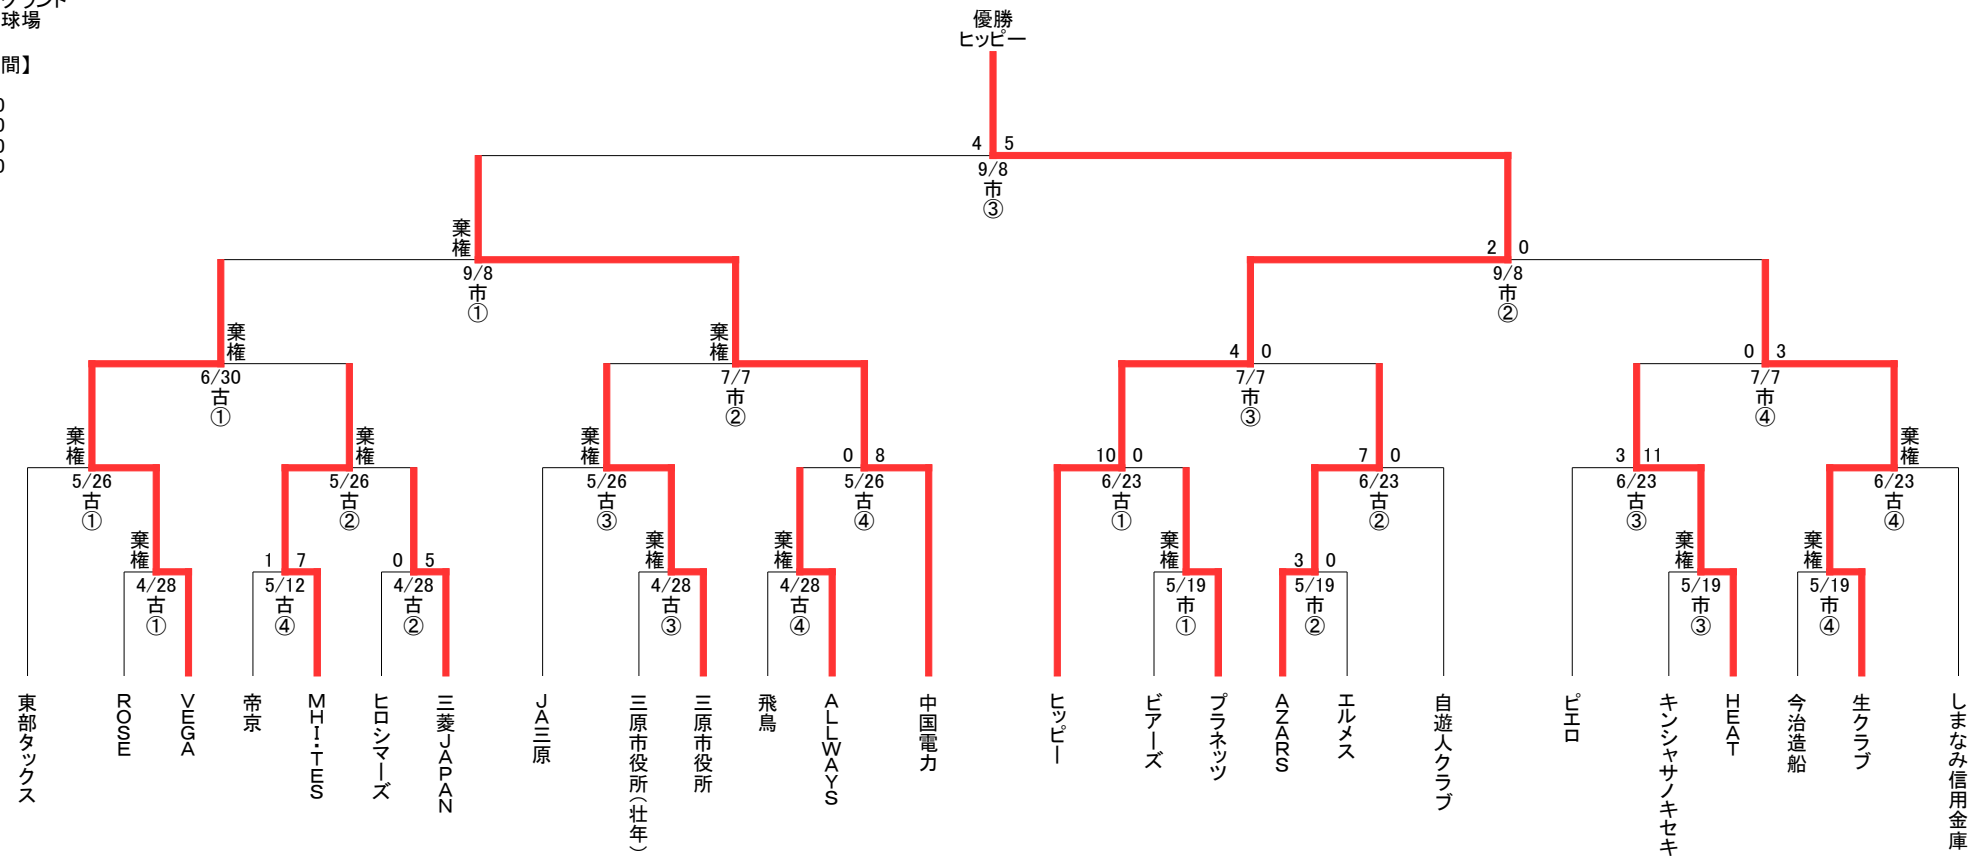 グランド
球場
間】
0
0
0
0
優勝
ヒッピー
4 5
9/8
市
③
棄権
9/8
市
①
2 0
9/8
市
②
棄権
6/30
古
①
棄権
7/7
市
②
4 0
7/7
市
③
0 3
7/7
市
④
棄権
5/26
古
①
棄権
5/26
古
②
棄権
5/26
古
③
0 8
5/26
古
④
10 0
6/23
古
①
7 0
6/23
古
②
3 11
6/23
古
③
棄権
6/23
古
④
棄権
4/28
古
①
1 7
5/12
古
④
0 5
4/28
古
②
棄権
4/28
古
③
棄権
4/28
古
④
棄権
5/19
市
①
3 0
5/19
市
②
棄権
5/19
市
③
棄権
5/19
市
④
東部タックス
ROSE
VEGA
帝京
MHI・TES
ヒロシマーズ
三菱JAPAN
JA三原
三原市役所(壮年)
三原市役所
飛鳥
ALLWAYS
中国電力
ヒッピー
ビアーズ
プラネッツ
AZARS
エルメス
自遊人クラブ
ピエロ
キンシャサノキセキ
HEAT
今治造船
生クラブ
しまなみ信用金庫